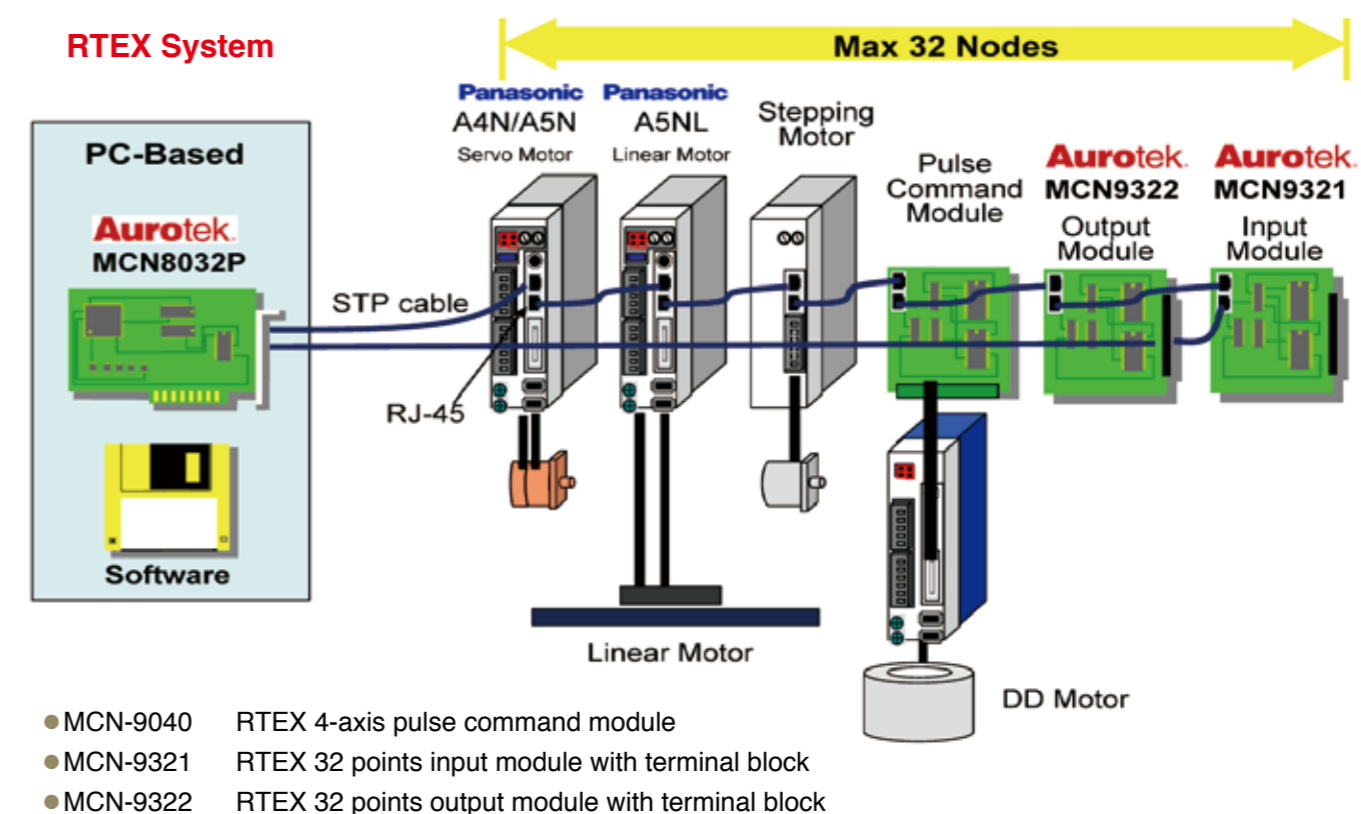 RTEX System
Max 32 Nodes
PC-Based
Aurotek.
MCN8032P
Software
STP cable
RJ-45
Panasonic
A4N/A5N
Servo Motor
Panasonic
A5NL
Linear Motor
Stepping
Motor
Pulse
Command
Module
Aurotek.
MCN9322
Output
Module
Aurotek.
MCN9321
Input
Module
Linear Motor
DD Motor
●MCN-9040 RTEX 4-axis pulse command module
●MCN-9321 RTEX 32 points input module with terminal block
●MCN-9322 RTEX 32 points output module with terminal block